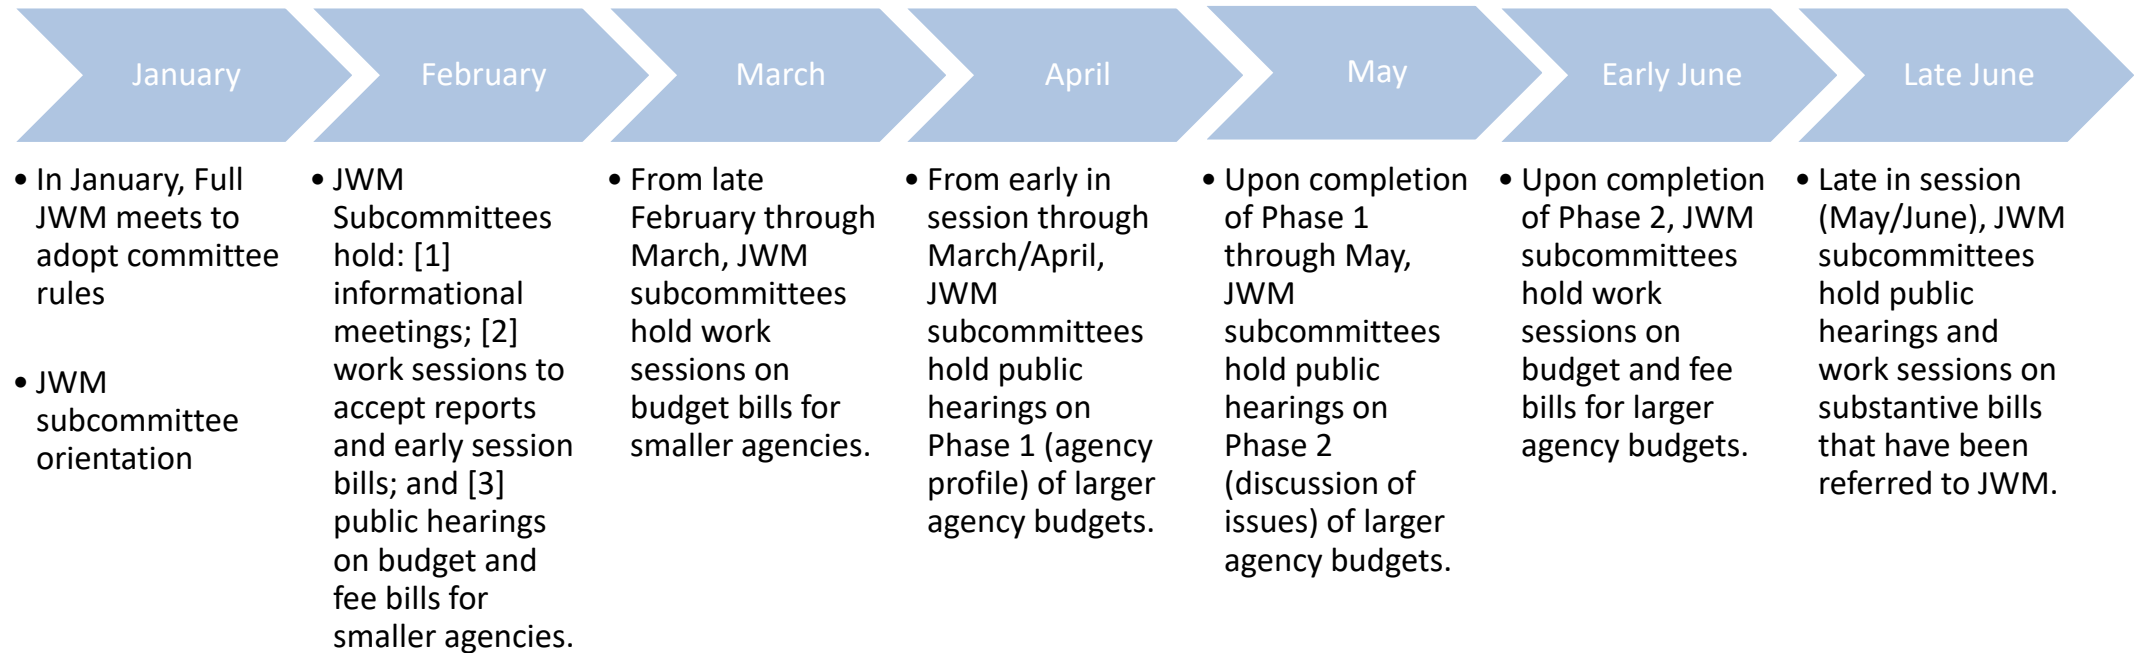 January
February
March
April
May
Early June
Late June
• In January, Full
JWM meets to
adopt committee
rules
• JWM
subcommittee
orientation
• JWM
Subcommittees
hold: [1]
informational
meetings; [2]
work sessions to
accept reports
and early session
bills; and [3]
public hearings
on budget and
fee bills for
smaller agencies.
• From late
February through
March, JWM
subcommittees
hold work
sessions on
budget bills for
smaller agencies.
• From early in
session through
March/April,
JWM
subcommittees
hold public
hearings on
Phase 1 (agency
profile) of larger
agency budgets.
• Upon completion
of Phase 1
through May,
JWM
subcommittees
hold public
hearings on
Phase 2
(discussion of
issues) of larger
agency budgets.
• Upon completion
of Phase 2, JWM
subcommittees
hold work
sessions on
budget and fee
bills for larger
agency budgets.
• Late in session
(May/June), JWM
subcommittees
hold public
hearings and
work sessions on
substantive bills
that have been
referred to JWM.